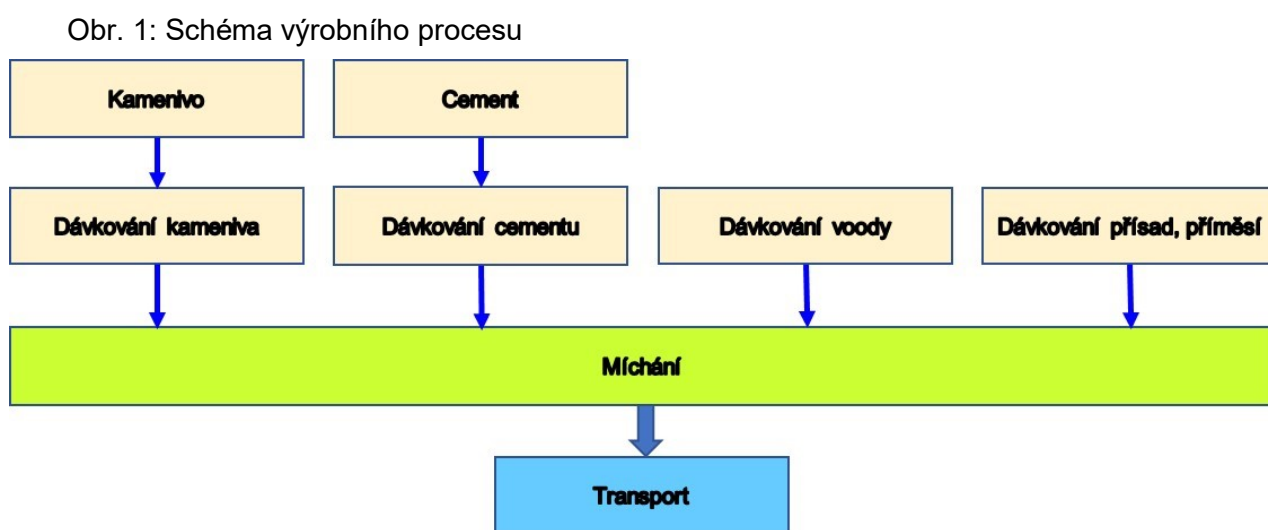 Obr. 1: Schéma výrobního procesu
Kamenivo
Cement
Dávkování kameniva
Dávkování cementu
Dávkování voody
Dávkování přísad, příměsí
Míchání
Transport